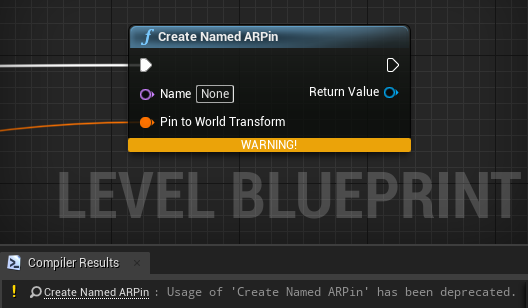 Create Named ARPin
Name None
Return Value
Pin to World Transform
WARNING!
LEVEL BLUEPRINT
Compiler Results
Create Named ARPin : Usage of 'Create Named ARPin' has been deprecated.